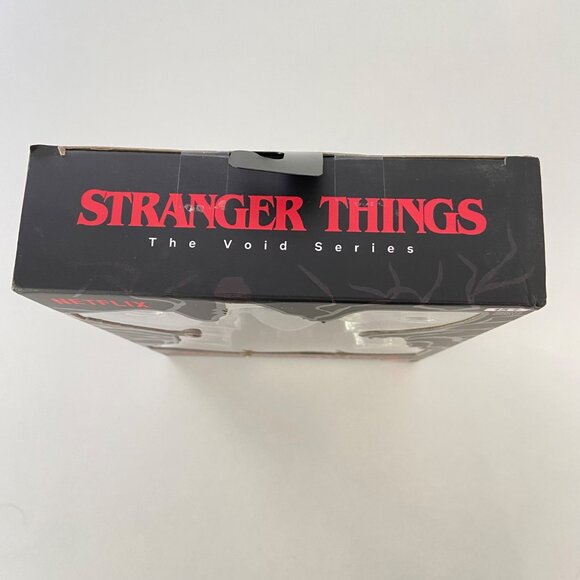 STRANGER THINGS
The Void Series
NETFLIX